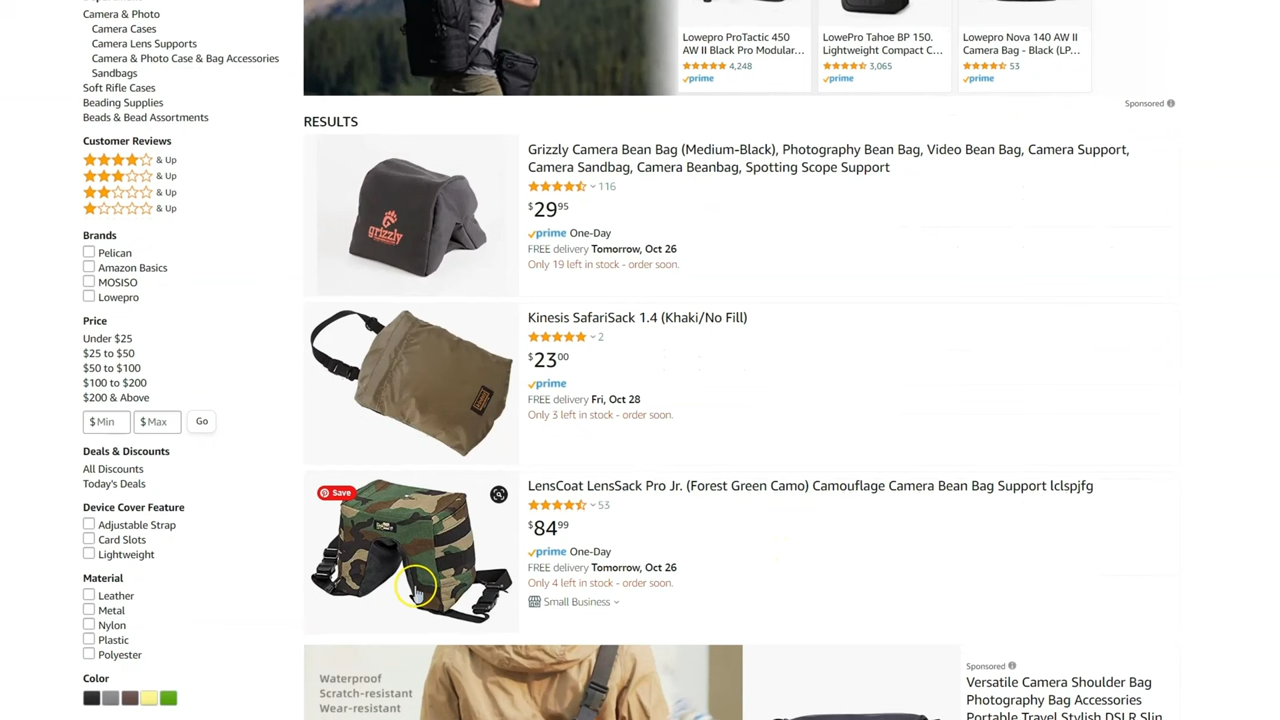 Camera & Photo
Camera Cases
Camera Lens Supports
Camera & Photo Case & Bag Accessories
Sandbags
Soft Rifle Cases
Beading Supplies
Beads & Bead Assortments
Customer Reviews
& Up
& Up
& Up
& Up
Brands
Pelican
Amazon Basics
MOSISO
Lowepro
Price
Under $25
$25 to $50
$50 to $100
$100 to $200
$200 & Above
$ Min
$ Max
Go
Deals & Discounts
All Discounts
Today's Deals
Device Cover Feature
Adjustable Strap
Card Slots
Lightweight
Material
Leather
Metal
Nylon
Plastic
Polyester
Color
Lowepro ProTactic 450
AW II Black Pro Modular...
4,248
prime
LowePro Tahoe BP 150.
Lightweight Compact C...
3,065
prime
Lowepro Nova 140 AW II
Camera Bag - Black (LP...
53
prime
Sponsored
RESULTS
grizzly
Grizzly Camera Bean Bag (Medium-Black), Photography Bean Bag, Video Bean Bag, Camera Support,
Camera Sandbag, Camera Beanbag, Spotting Scope Support
116
$2995
prime One-Day
FREE delivery Tomorrow, Oct 26
Only 19 left in stock - order soon.
Kinesis SafariSack 1.4 (Khaki/No Fill)
2
$2300
prime
FREE delivery Fri, Oct 28
Only 3 left in stock - order soon.
Save
LensCoat LensSack Pro Jr. (Forest Green Camo) Camouflage Camera Bean Bag Support lclspjfg
53
$8499
prime One-Day
FREE delivery Tomorrow, Oct 26
Only 4 left in stock - order soon.
Small Business
Waterproof
Scratch-resistant
Wear-resistant
Sponsored
Versatile Camera Shoulder Bag
Photography Bag Accessories
Portable Travel Stylish DSLR Slin